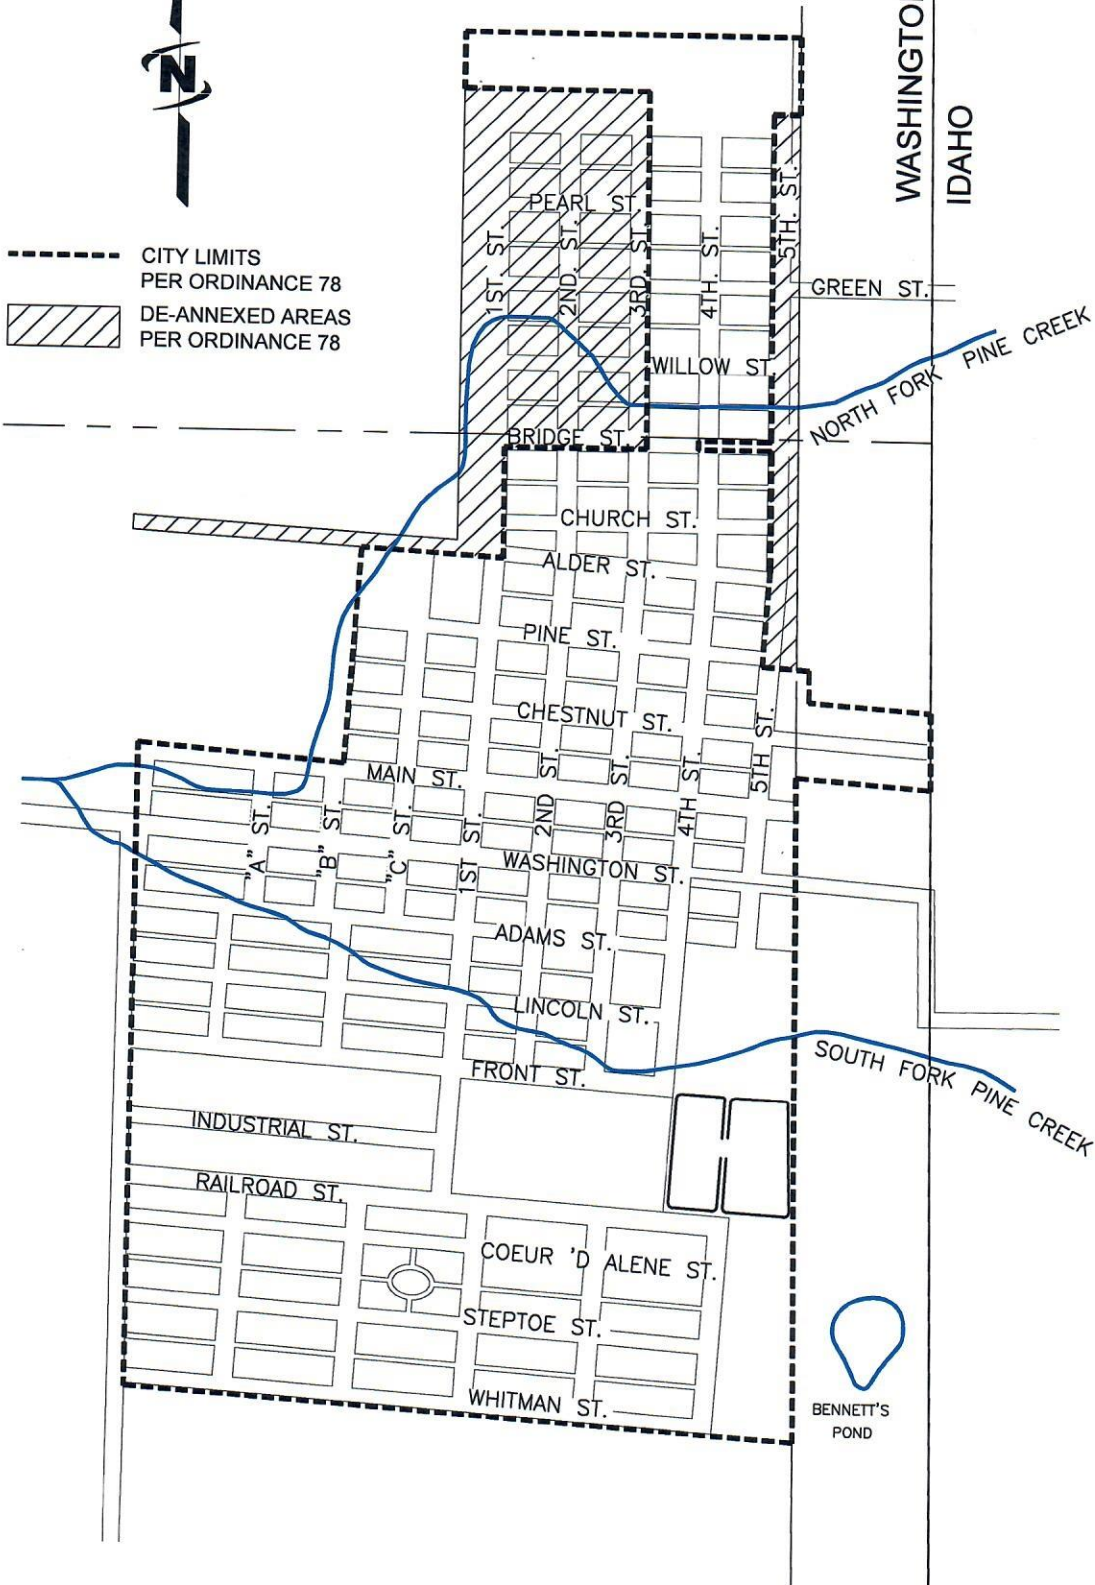 N
WASHINGTO
IDAHO
CITY LIMITS
PER ORDINANCE 78
DE-ANNEXED AREAS
PER ORDINANCE 78
PEARL ST.
1ST. ST.
2ND. ST.
3RD. ST.
4TH. ST.
5TH. ST.
GREEN ST.
WILLOW ST
NORTH FORK PINE CREEK
BRIDGE ST.
CHURCH ST.
ALDER ST.
PINE ST.
CHESTNUT ST.
MAIN ST.
"A" ST.
"B" ST.
"C" ST.
1ST ST.
2ND ST.
3RD ST.
4TH ST.
5TH ST.
WASHINGTON ST.
ADAMS ST.
LINCOLN ST.
FRONT ST.
SOUTH FORK PINE CREEK
INDUSTRIAL ST.
RAILROAD ST.
COEUR 'D ALENE ST.
STEPTOE ST.
WHITMAN ST.
BENNETT'S
POND